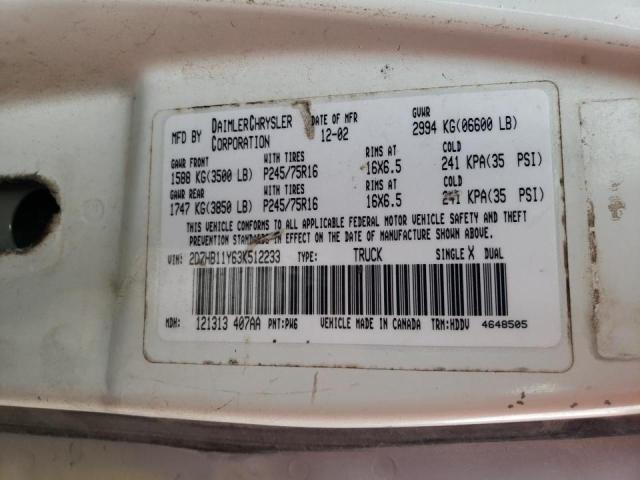 MFD BY DAIMLERCHRYSLER CORPORATION DATE OF MFR 12-02 GVWR 2994 KG(06600 LB)
GAWR FRONT WITH TIRES RIMS AT COLD
1588 KG(3500 LB) P245/75R16 16X6.5 241 KPA(35 PSI)
GAWR REAR WITH TIRES RIMS AT COLD
1747 KG(3850 LB) P245/75R16 16X6.5 241 KPA(35 PSI)
THIS VEHICLE CONFORMS TO ALL APPLICABLE FEDERAL MOTOR VEHICLE SAFETY AND THEFT
PREVENTION STANDARDS IN EFFECT ON THE DATE OF MANUFACTURE SHOWN ABOVE.
VIN: 2D7HB11Y63K512233 TYPE: TRUCK SINGLE X DUAL
MDH: 121313 407AA PNT:PW6 VEHICLE MADE IN CANADA TRM:HDDV 4648505